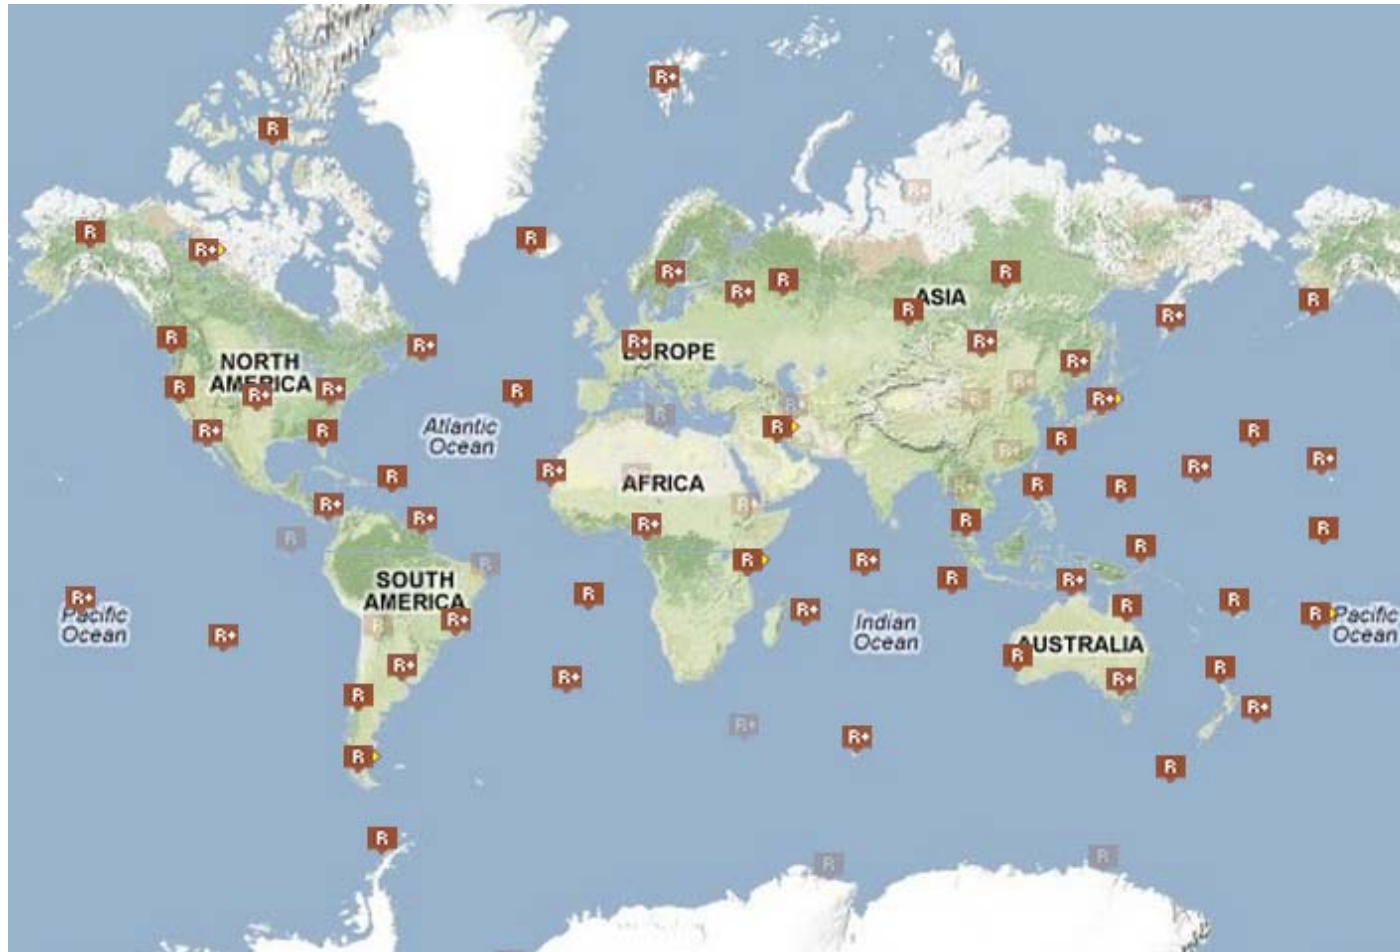 R+
R
R+
R+
R
R
R+
R+
R
R
R+
R
ASIA
R
R
R+
R
R+
R+
R+
EUROPE
R+
NORTH
AMERICA
R
R+
R+
R
R+
R+
R+
R+
R+
R
Atlantic
Ocean
R+
R
R
R
R
R
R+
R+
R+
R
R+
AFRICA
R
R
R+
R+
R+
R+
R
R+
R
R
R
R
R+
R+
R
R
R+
SOUTH
AMERICA
R
R+
Pacific
Ocean
R
R
R+
R
Pacific
Ocean
R+
R+
R+
Indian
Ocean
AUSTRALIA
R
R+
R
R+
R+
R
R+
R+
R+
R
R
R
R
R